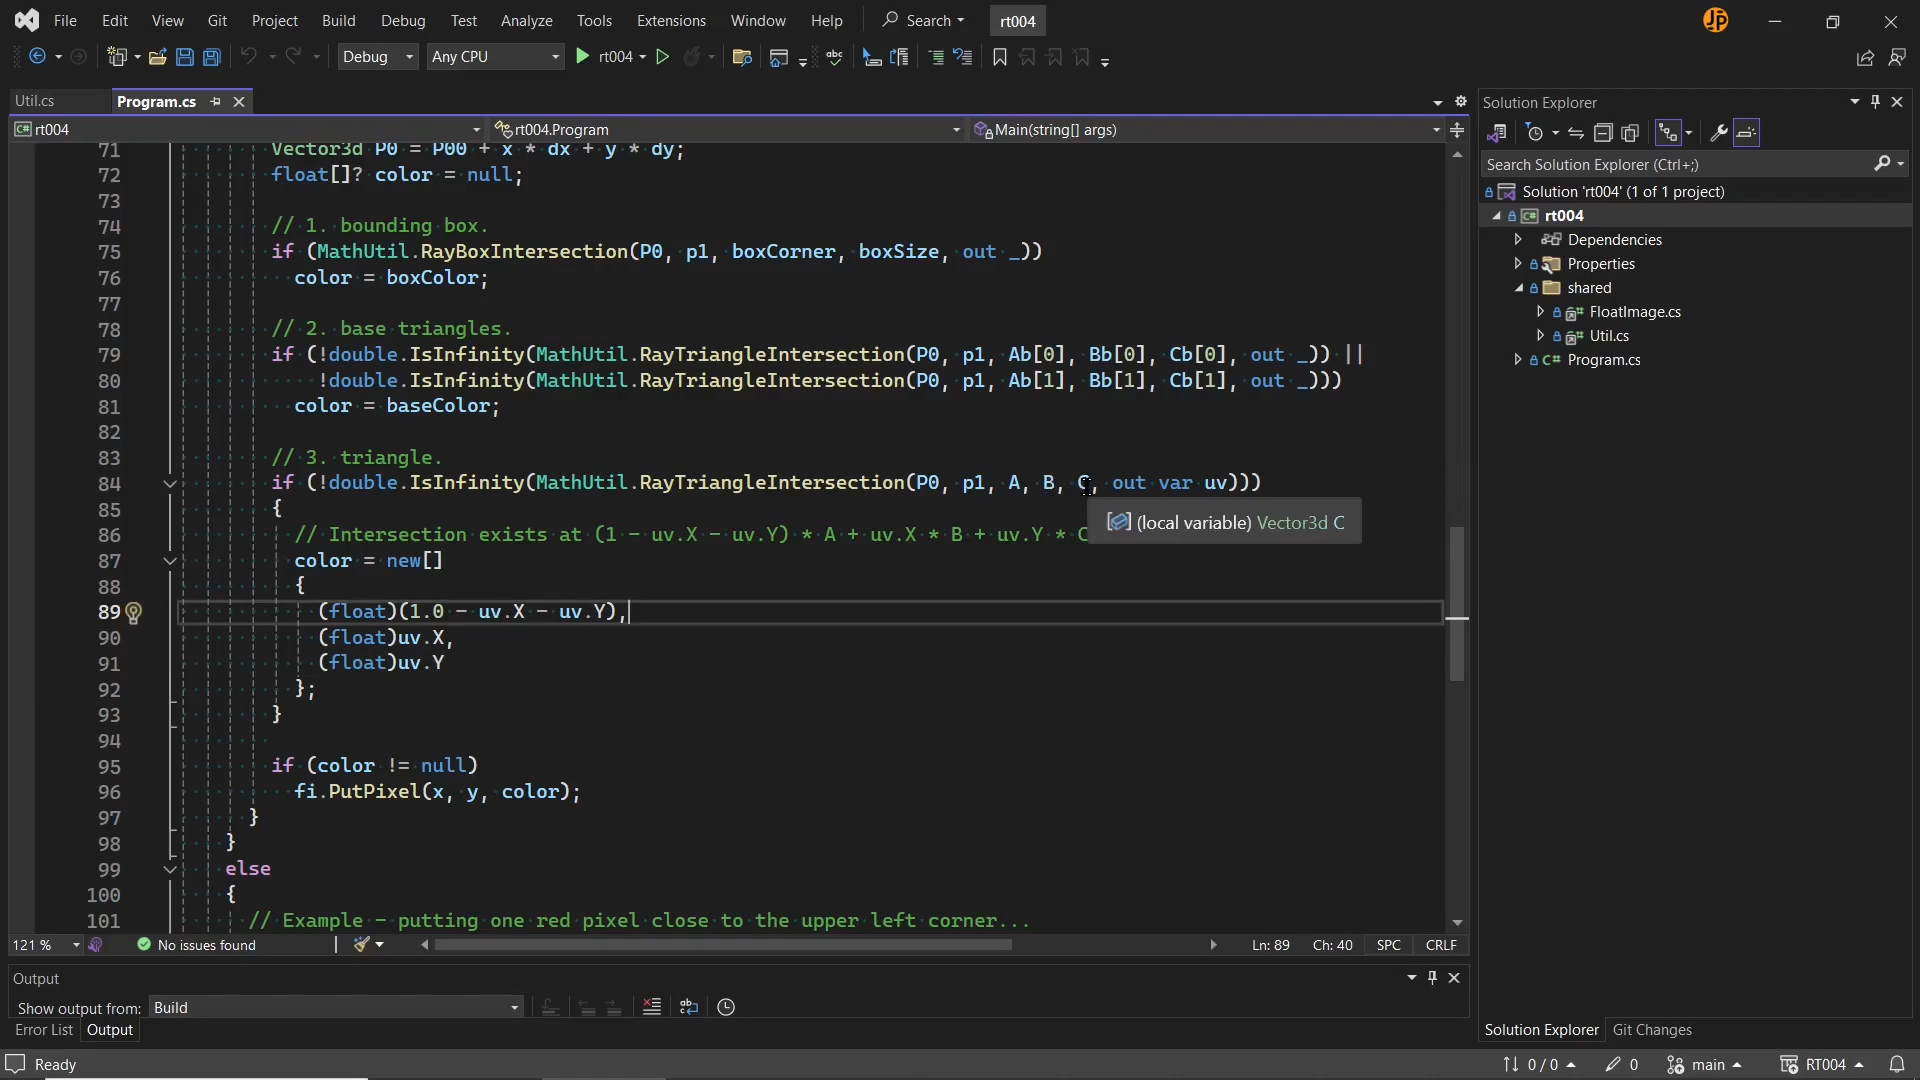 File Edit View Git Project Build Debug Test Analyze Tools Extensions Window Help Search rt004 JP
Debug Any CPU rt004
Util.cs Program.cs
C# rt004 rt004.Program Main(string[] args)
71 Vector3d P0 = P00 + x * dx + y * dy;
72 float[]? color = null;
73
74 // 1. bounding box.
75 if (MathUtil.RayBoxIntersection(P0, p1, boxCorner, boxSize, out _))
76 color = boxColor;
77
78 // 2. base triangles.
79 if (!double.IsInfinity(MathUtil.RayTriangleIntersection(P0, p1, Ab[0], Bb[0], Cb[0], out _)) ||
80 !double.IsInfinity(MathUtil.RayTriangleIntersection(P0, p1, Ab[1], Bb[1], Cb[1], out _)))
81 color = baseColor;
82
83 // 3. triangle.
84 if (!double.IsInfinity(MathUtil.RayTriangleIntersection(P0, p1, A, B, C, out var uv)))
85 {
86 // Intersection exists at (1 - uv.X - uv.Y) * A + uv.X * B + uv.Y * C
(local variable) Vector3d C
87 color = new[]
88 {
89 (float)(1.0 - uv.X - uv.Y),
90 (float)uv.X,
91 (float)uv.Y
92 };
93 }
94
95 if (color != null)
96 fi.PutPixel(x, y, color);
97 }
98 }
99 else
100 {
101 // Example - putting one red pixel close to the upper left corner...
121 % No issues found Ln: 89 Ch: 40 SPC CRLF
Output
Show output from: Build
Error List Output
Solution Explorer
Search Solution Explorer (Ctrl+;)
Solution 'rt004' (1 of 1 project)
C# rt004
Dependencies
Properties
shared
FloatImage.cs
Util.cs
C# Program.cs
Solution Explorer Git Changes
Ready 0 / 0 0 main RT004